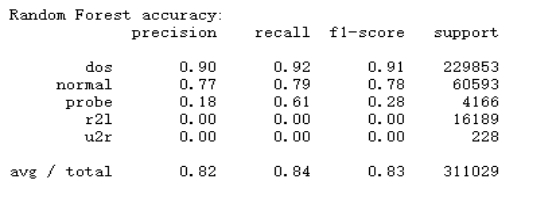 Random Forest accuracy:
precision recall f1-score support
dos 0.90 0.92 0.91 229853
normal 0.77 0.79 0.78 60593
probe 0.18 0.61 0.28 4166
r2l 0.00 0.00 0.00 16189
u2r 0.00 0.00 0.00 228
avg / total 0.82 0.84 0.83 311029